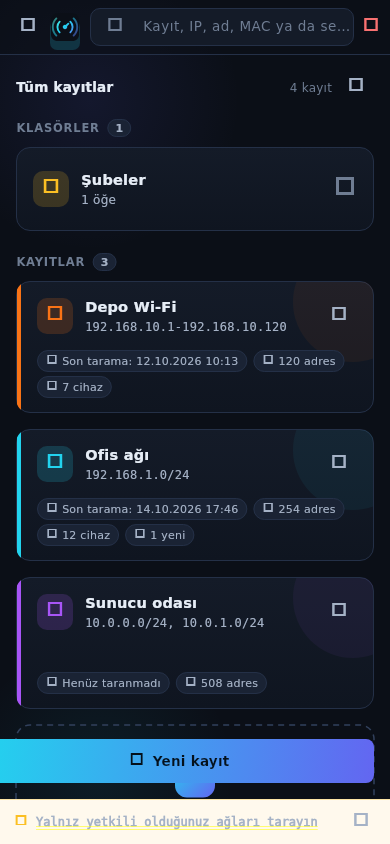 Kayıt, IP, ad, MAC ya da se...
Tüm kayıtlar
4 kayıt
KLASÖRLER 1
Şubeler
1 öğe
KAYITLAR 3
Depo Wi-Fi
192.168.10.1-192.168.10.120
Son tarama: 12.10.2026 10:13
120 adres
7 cihaz
Ofis ağı
192.168.1.0/24
Son tarama: 14.10.2026 17:46
254 adres
12 cihaz
1 yeni
Sunucu odası
10.0.0.0/24, 10.0.1.0/24
Henüz taranmadı
508 adres
Yeni kayıt
Yalnız yetkili olduğunuz ağları tarayın